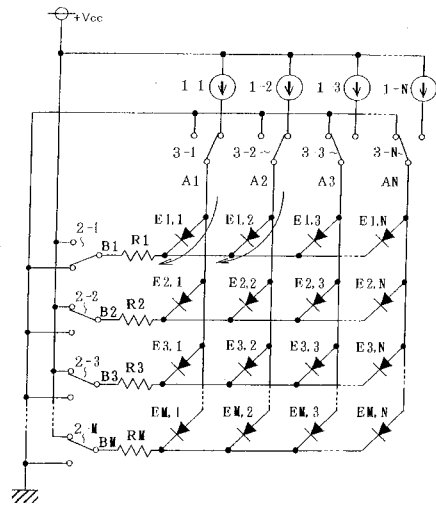 +Vcc
1-1 1-2 1-3 1-N
3-1 3-2~ 3-3~ 3-N~
A1 A2 A3 AN
2-1
B1 R1 E1,1 E1,2 E1,3 E1,N
2-2
B2 R2 E2,1 E2,2 E2,3 E2,N
2-3
B3 R3 E3,1 E3,2 E3,3 E3,N
2-M
BM RM EM,1 EM,2 EM,3 EM,N